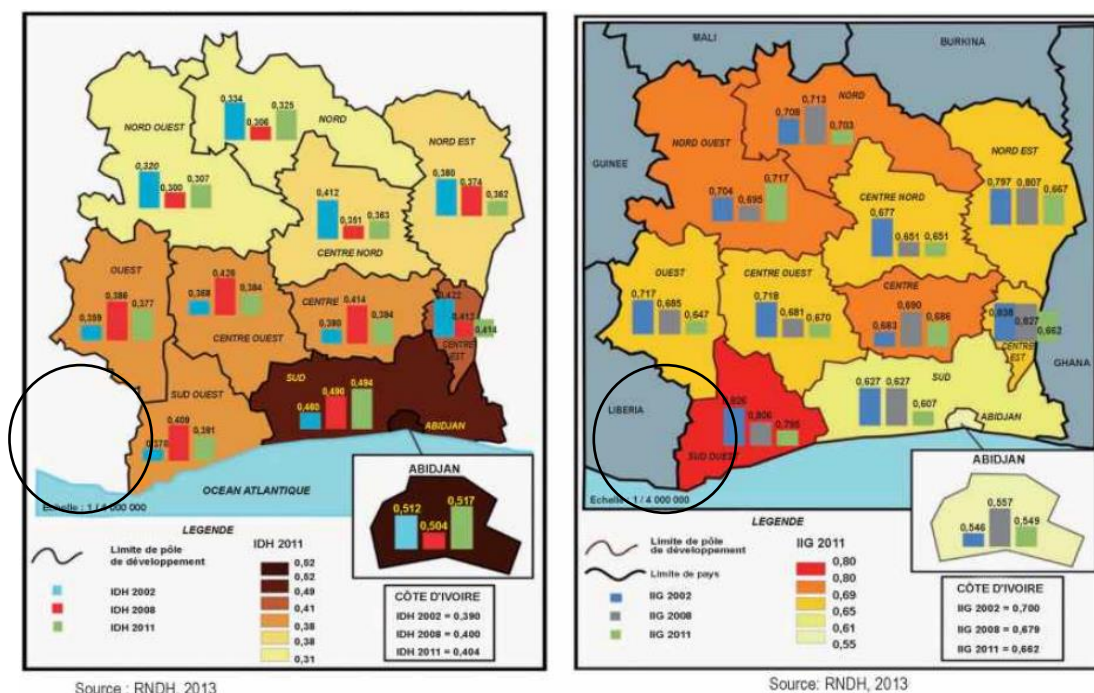 0,334
0,306
0,325
NORD OUEST
NORD
NORD EST
0,320
0,300
0,307
0,412
0,351
0,363
0,380
0,374
0,362
CENTRE NORD
OUEST
0,359
0,386
0,377
0,368
0,426
0,384
CENTRE OUEST
CENTRE
0,380
0,414
0,394
0,422
0,412
0,414
CENTRE
EST
SUD OUEST
0,370
0,409
0,391
SUD
0,460
0,490
0,494
ABIDJAN
OCEAN ATLANTIQUE
Echelle : 1 / 4 000 000
ABIDJAN
0,512
0,504
0,517
LEGENDE
Limite de pôle
de développement
IDH 2002
IDH 2008
IDH 2011
IDH 2011
0,52
0,52
0,49
0,41
0,38
0,38
0,31
CÔTE D'IVOIRE
IDH 2002 = 0,390
IDH 2008 = 0,400
IDH 2011 = 0,404
Source : RNDH, 2013
MALI
BURKINA
GUINEE
NORD
0,709
0,713
0,703
NORD OUEST
0,704
0,695
0,717
NORD EST
0,797
0,807
0,667
CENTRE NORD
0,677
0,651
0,651
OUEST
0,717
0,685
0,647
CENTRE OUEST
0,718
0,681
0,670
CENTRE
0,683
0,690
0,686
0,838
0,827
0,662
CENTRE
EST
GHANA
LIBERIA
0,806
SUD OUEST
SUD
0,627
0,627
0,607
ABIDJAN
Echelle : 1 / 4 000 000
ABIDJAN
0,546
0,557
0,549
LEGENDE
Limite de pôle
de développement
Limite de pays
IIG 2002
IIG 2008
IIG 2011
IIG 2011
0,80
0,80
0,69
0,65
0,61
0,55
CÔTE D'IVOIRE
IIG 2002 = 0,700
IIG 2008 = 0,679
IIG 2011 = 0,662
Source: RNDH, 2013